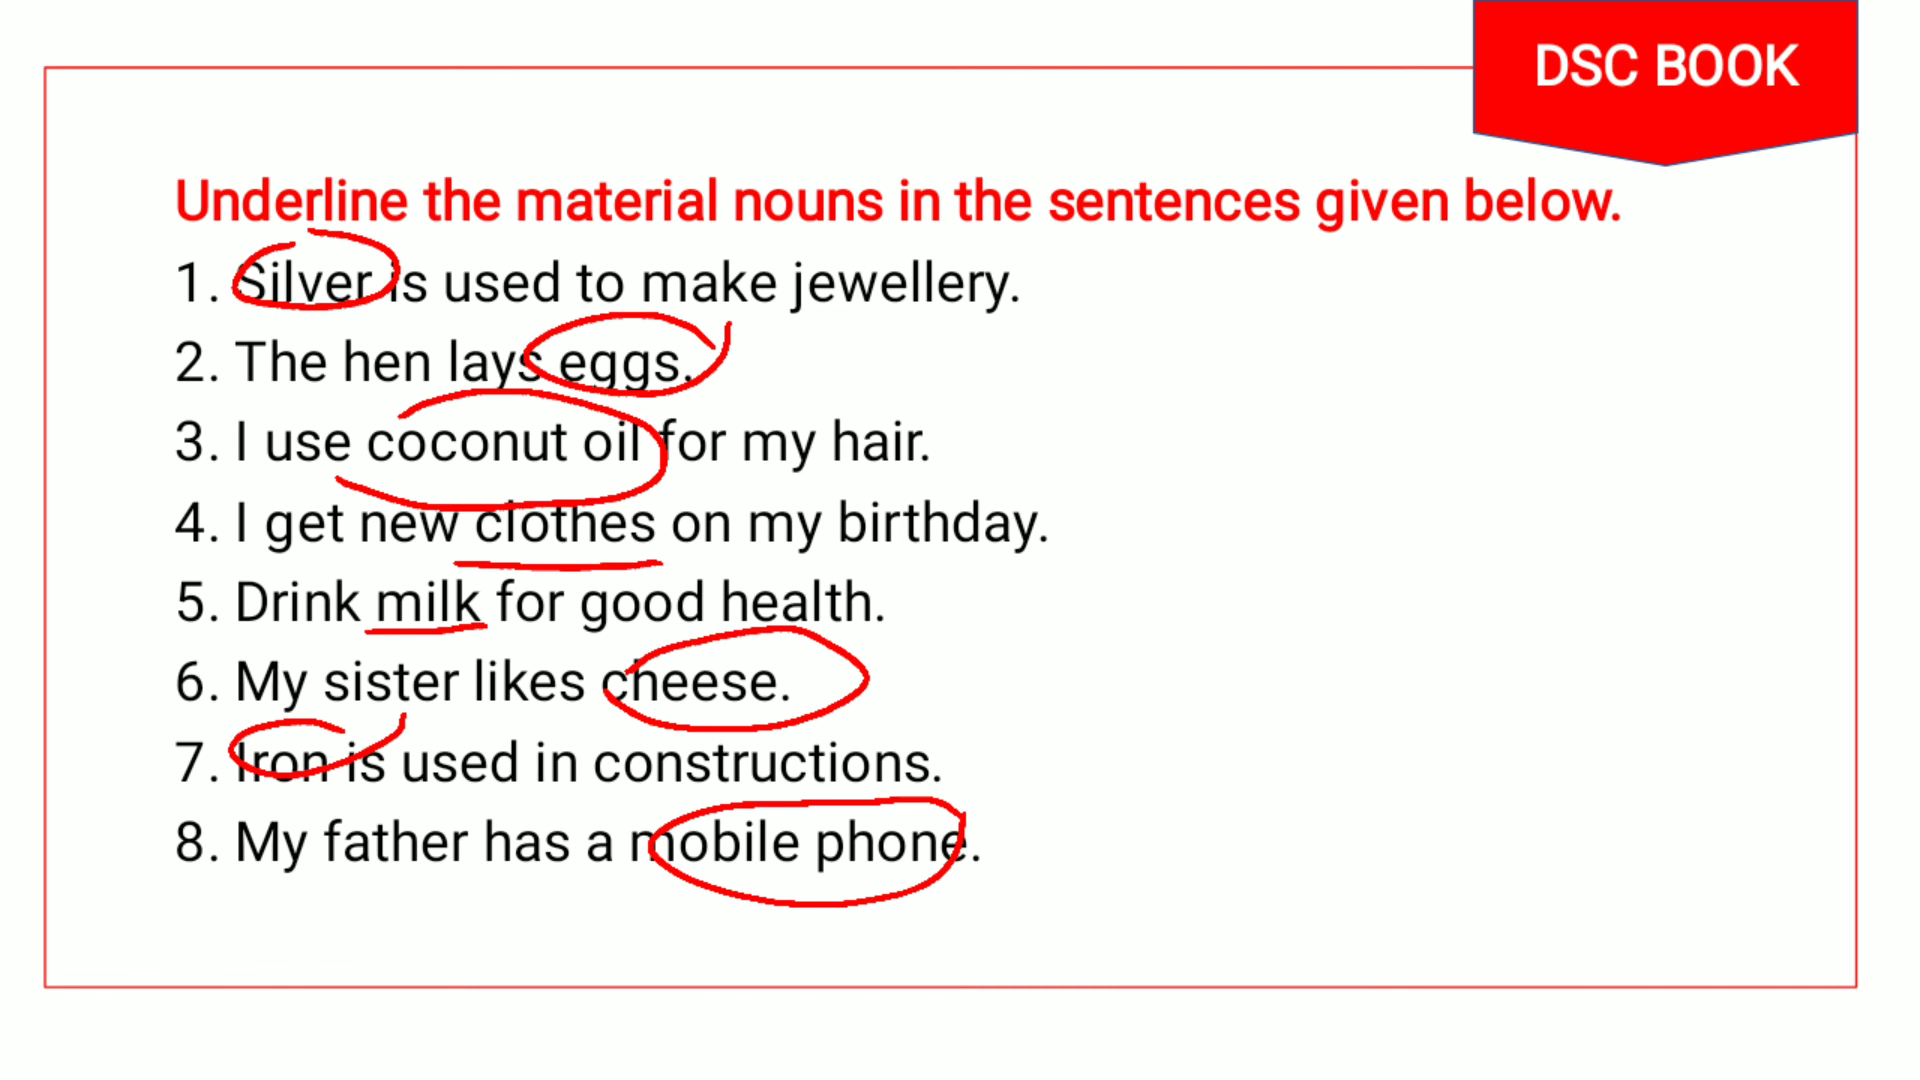 DSC BOOK
Underline the material nouns in the sentences given below.
1. Silver is used to make jewellery.
2. The hen lays eggs.
3. I use coconut oil for my hair.
4. I get new clothes on my birthday.
5. Drink milk for good health.
6. My sister likes cheese.
7. Iron is used in constructions.
8. My father has a mobile phone.